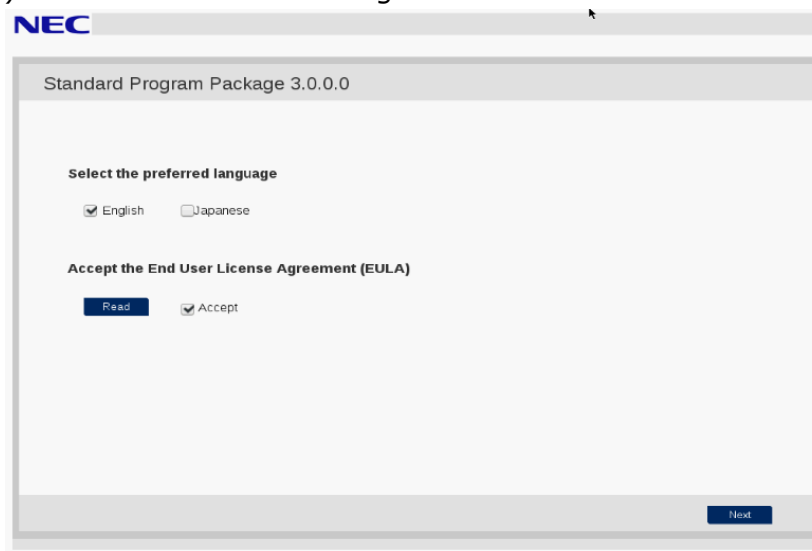 NEC
Standard Program Package 3.0.0.0
Select the preferred language
English Japanese
Accept the End User License Agreement (EULA)
Read Accept
Next